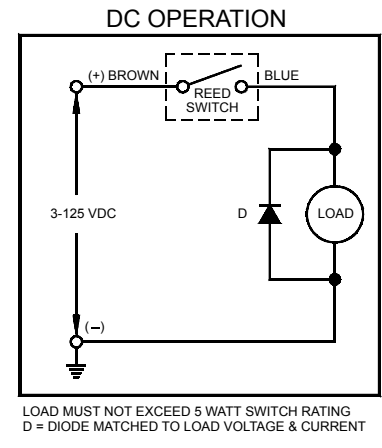 DC OPERATION
(+) BROWN
BLUE
REED
SWITCH
3-125 VDC
D
LOAD
(−)
LOAD MUST NOT EXCEED 5 WATT SWITCH RATING
D = DIODE MATCHED TO LOAD VOLTAGE & CURRENT